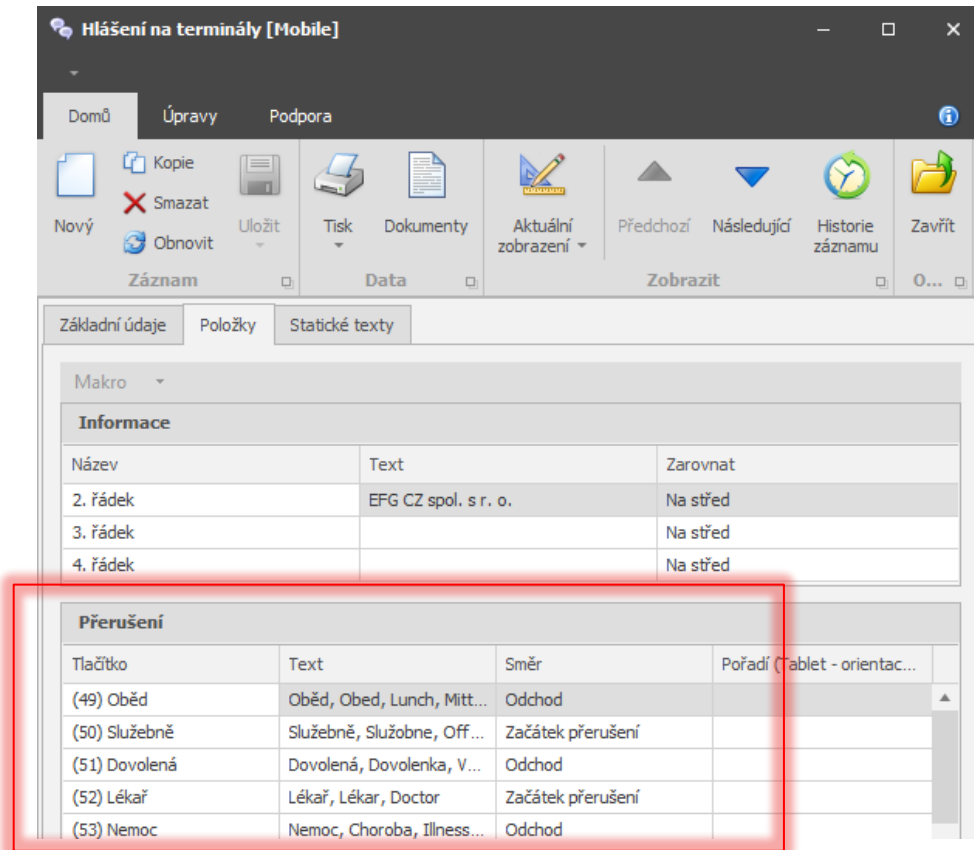 Hlášení na terminály [Mobile]
Domů Úpravy Podpora
Nový Kopie Smazat Obnovit Uložit Tisk Dokumenty Aktuální zobrazení Předchozí Následující Historie záznamu Zavřít
Záznam Data Zobrazit O...
Základní údaje Položky Statické texty
Makro
Informace
Název Text Zarovnat
2. řádek EFG CZ spol. s r. o. Na střed
3. řádek Na střed
4. řádek Na střed
Přerušení
Tlačítko Text Směr Pořadí (Tablet - orientac...
(49) Oběd Oběd, Obed, Lunch, Mitt... Odchod
(50) Služebně Služebně, Služobne, Off... Začátek přerušení
(51) Dovolená Dovolená, Dovolenka, V... Odchod
(52) Lékař Lékař, Lékar, Doctor Začátek přerušení
(53) Nemoc Nemoc, Choroba, Illness... Odchod